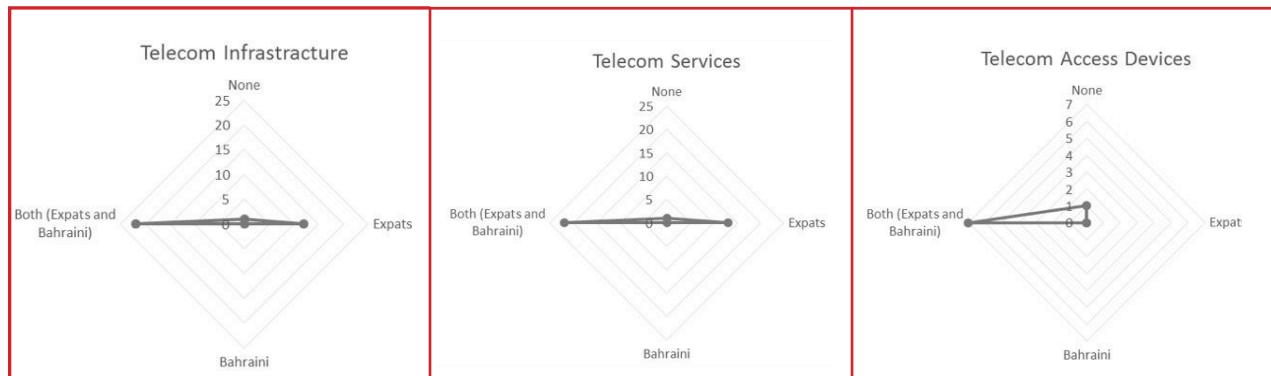 Telecom Infrastracture
None
25
20
15
10
5
0
Both (Expats and
Bahraini)
Expats
Bahraini
Telecom Services
None
25
20
15
10
5
0
Both (Expats and
Bahraini)
Expats
Bahraini
Telecom Access Devices
None
7
6
5
4
3
2
1
0
Both (Expats and
Bahraini)
Expat
Bahraini